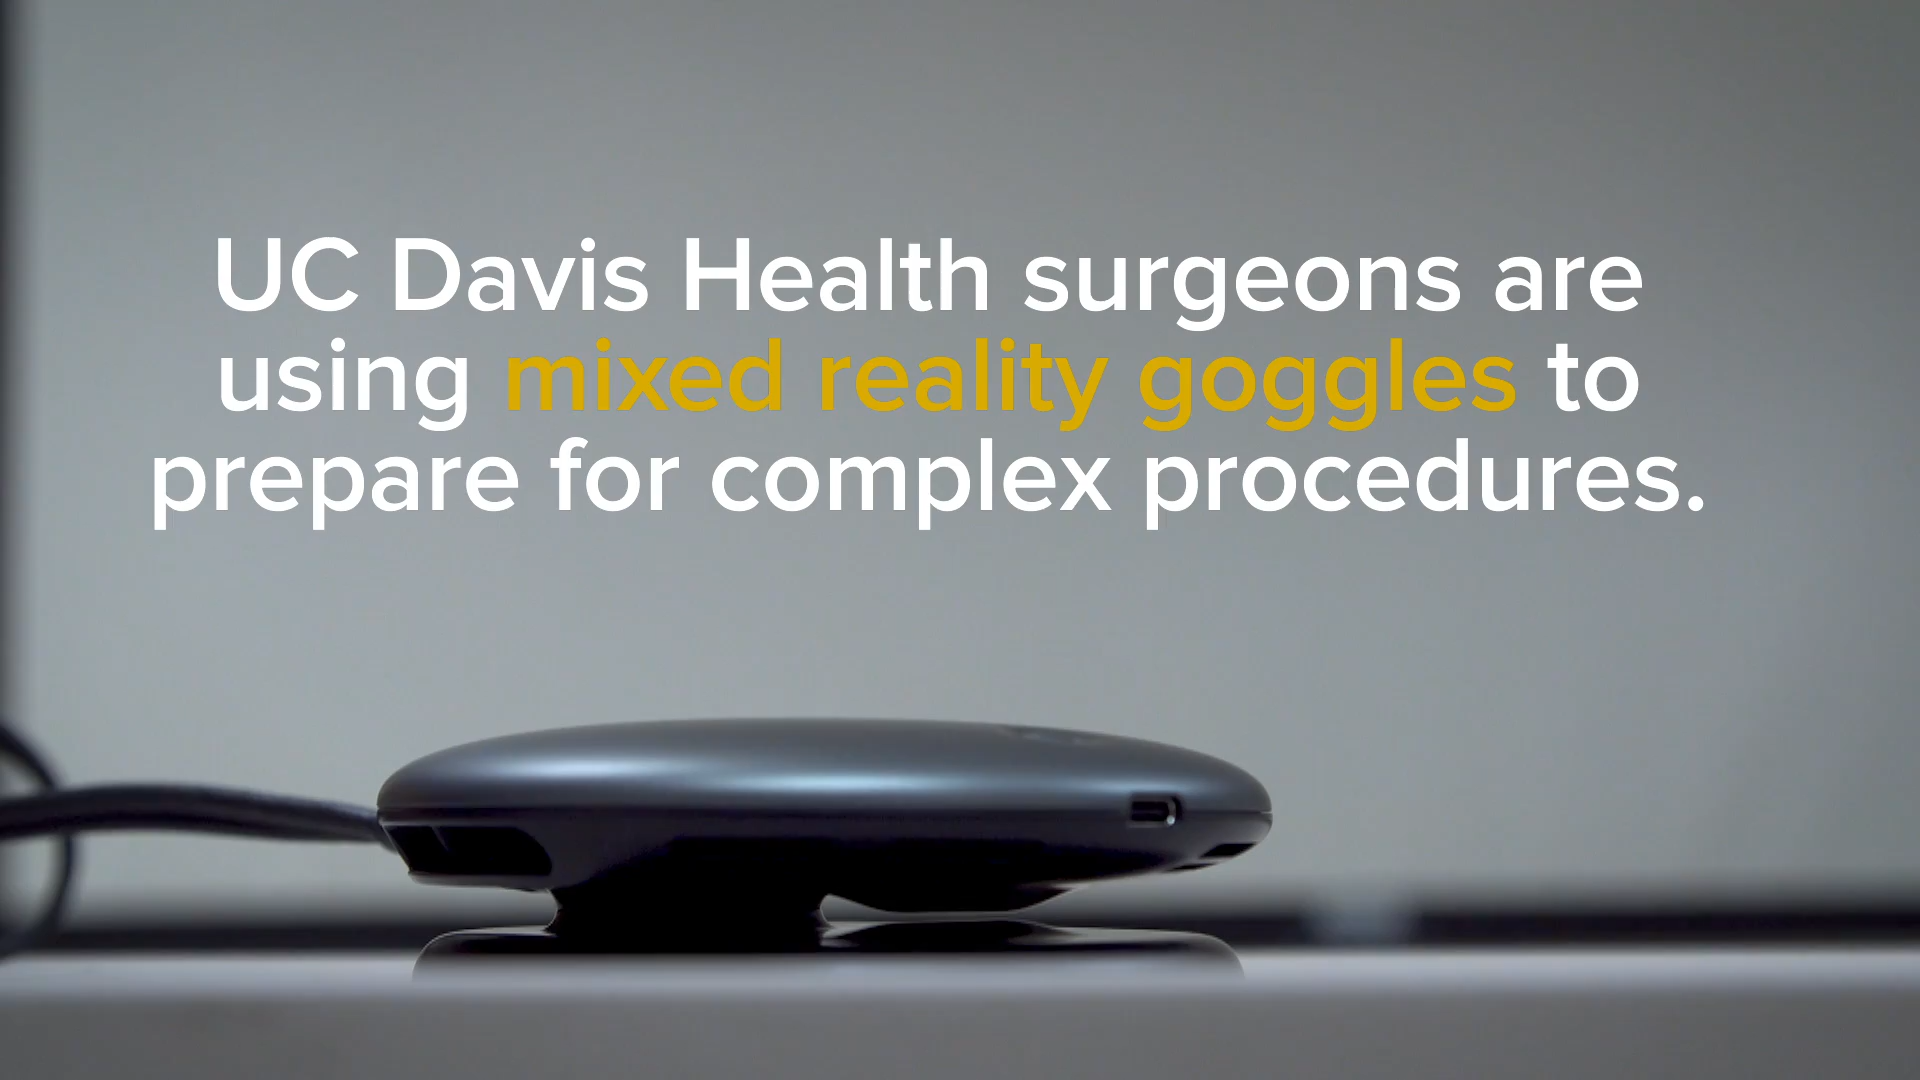 UC Davis Health surgeons are
using mixed reality goggles to
prepare for complex procedures.